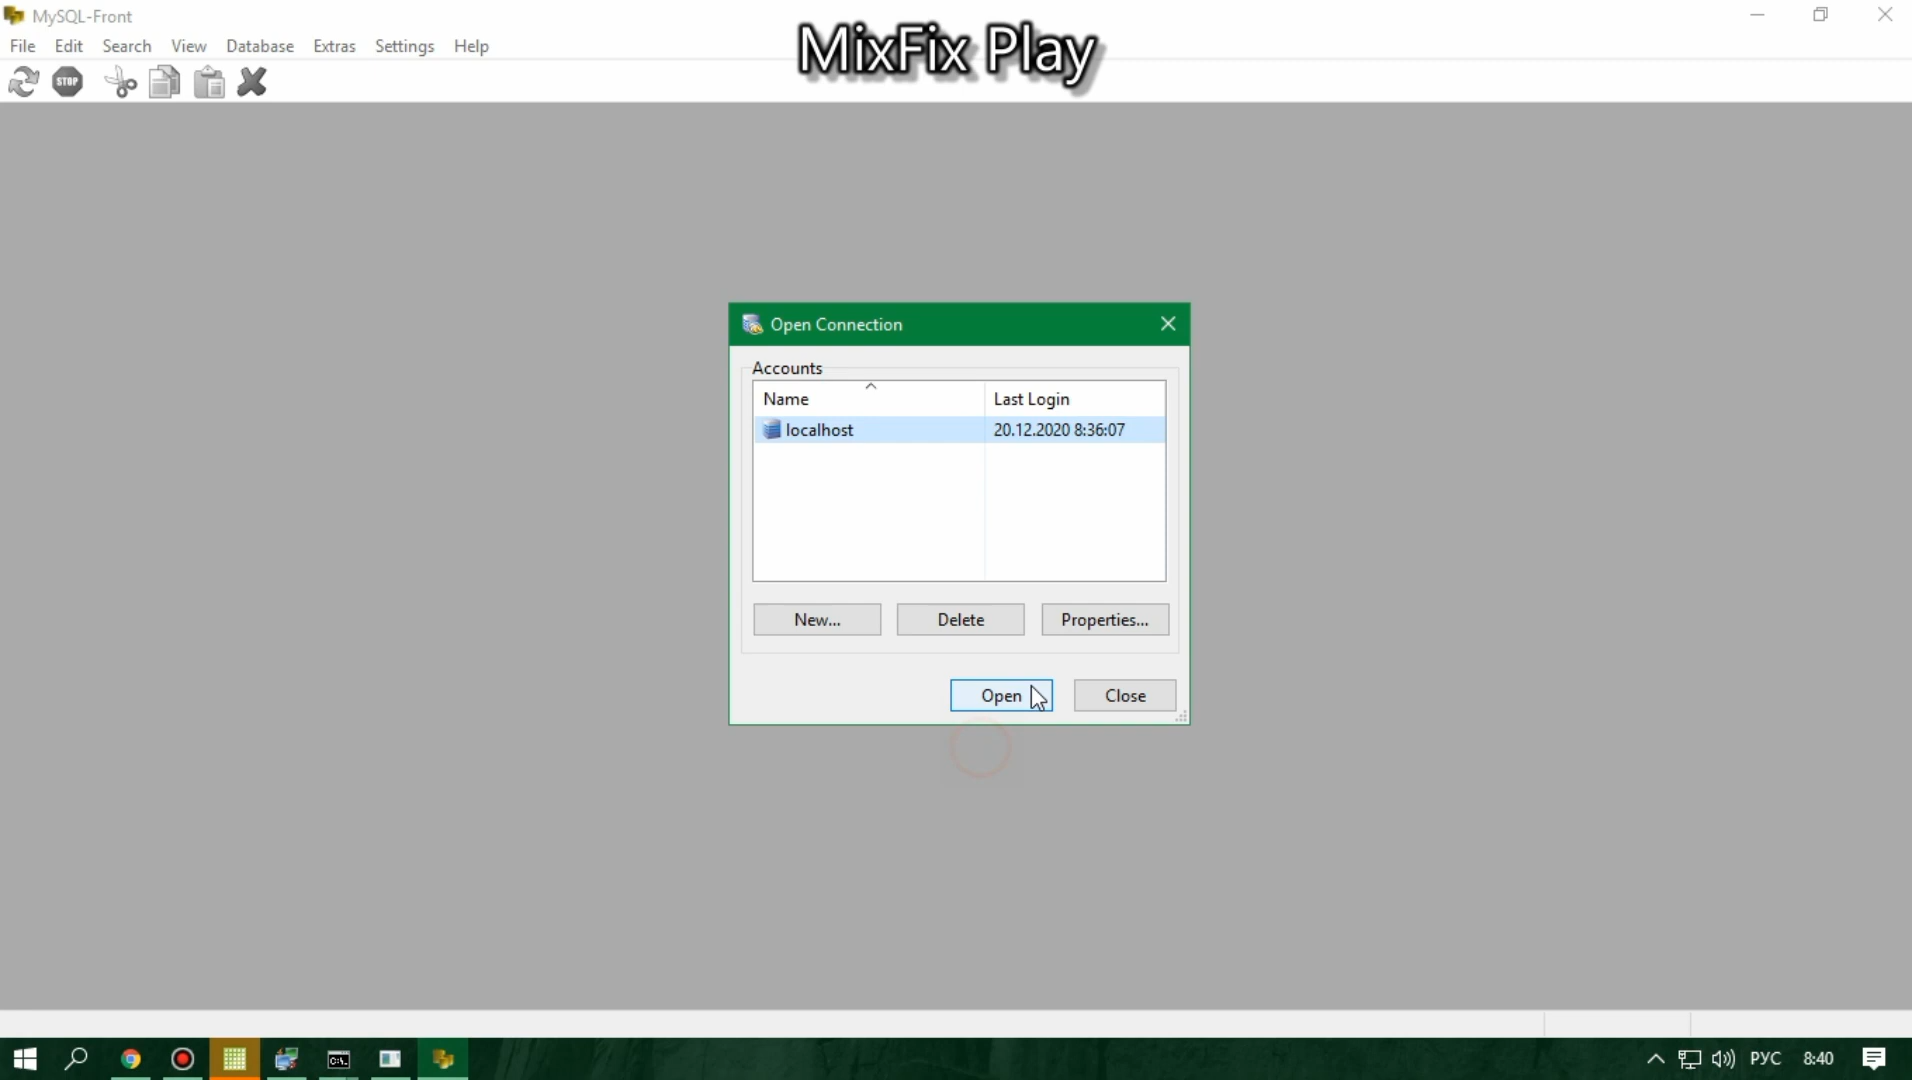 MySQL-Front
MixFix Play
File Edit Search View Database Extras Settings Help
STOP
Open Connection
Accounts
Name Last Login
localhost 20.12.2020 8:36:07
New... Delete Properties...
Open Close
C:\.
РУС 8:40